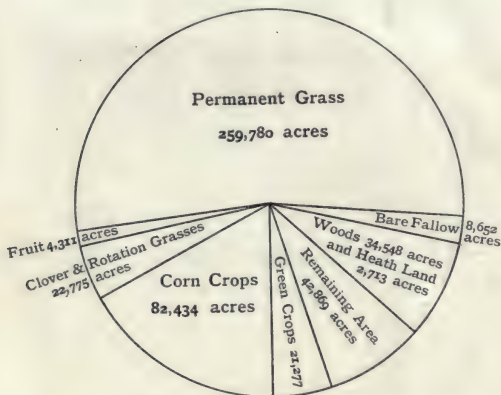 Permanent Grass
259,780 acres
Bare Fallow
8,652
acres
Woods 34,548 acres
and Heath Land
2,713 acres
Remaining Area
42,869 acres
Green Crops 21,277
Corn Crops
82,434 acres
Clover & Rotation Grasses
22,775 acres
Fruit 4,311 acres